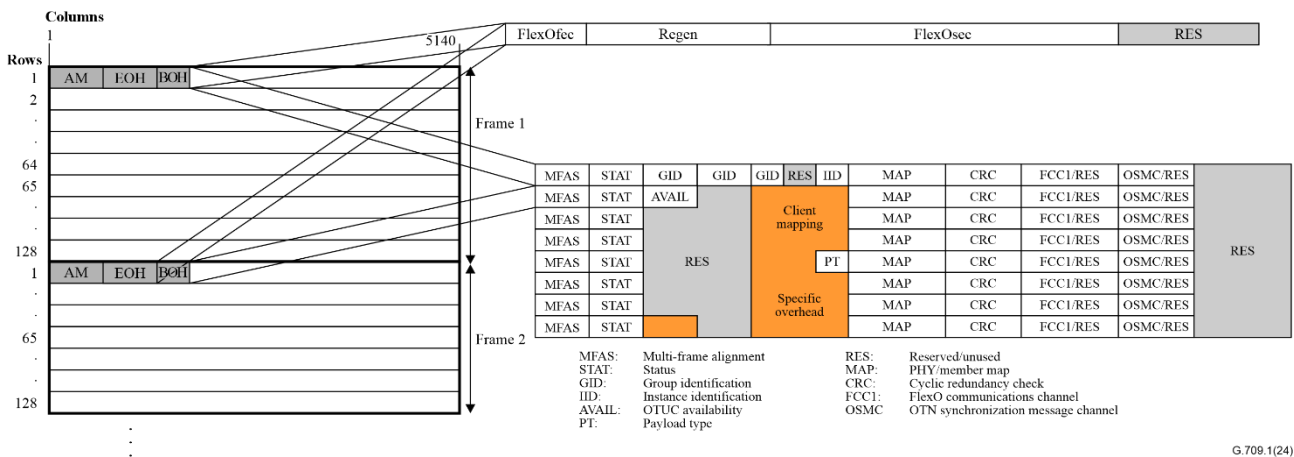 Columns
1
5140
FlexOfec Regen FlexOsec RES
Rows
1 AM EOH BOH
2
.
.
64
65
.
.
128
Frame 1
1 AM EOH BOH
.
.
65
.
.
128
Frame 2
.
.
.
MFAS STAT GID GID GID RES IID MAP CRC FCC1/RES OSMC/RES
MFAS STAT AVAIL MAP CRC FCC1/RES OSMC/RES
MFAS STAT Client mapping MAP CRC FCC1/RES OSMC/RES
MFAS STAT MAP CRC FCC1/RES OSMC/RES
MFAS STAT RES PT MAP CRC FCC1/RES OSMC/RES RES
MFAS STAT MAP CRC FCC1/RES OSMC/RES
MFAS STAT Specific overhead MAP CRC FCC1/RES OSMC/RES
MFAS STAT MAP CRC FCC1/RES OSMC/RES
MFAS: Multi-frame alignment
STAT: Status
GID: Group identification
IID: Instance identification
AVAIL: OTUC availability
PT: Payload type
RES: Reserved/unused
MAP: PHY/member map
CRC: Cyclic redundancy check
FCC1: FlexO communications channel
OSMC OTN synchronization message channel
G.709.1(24)